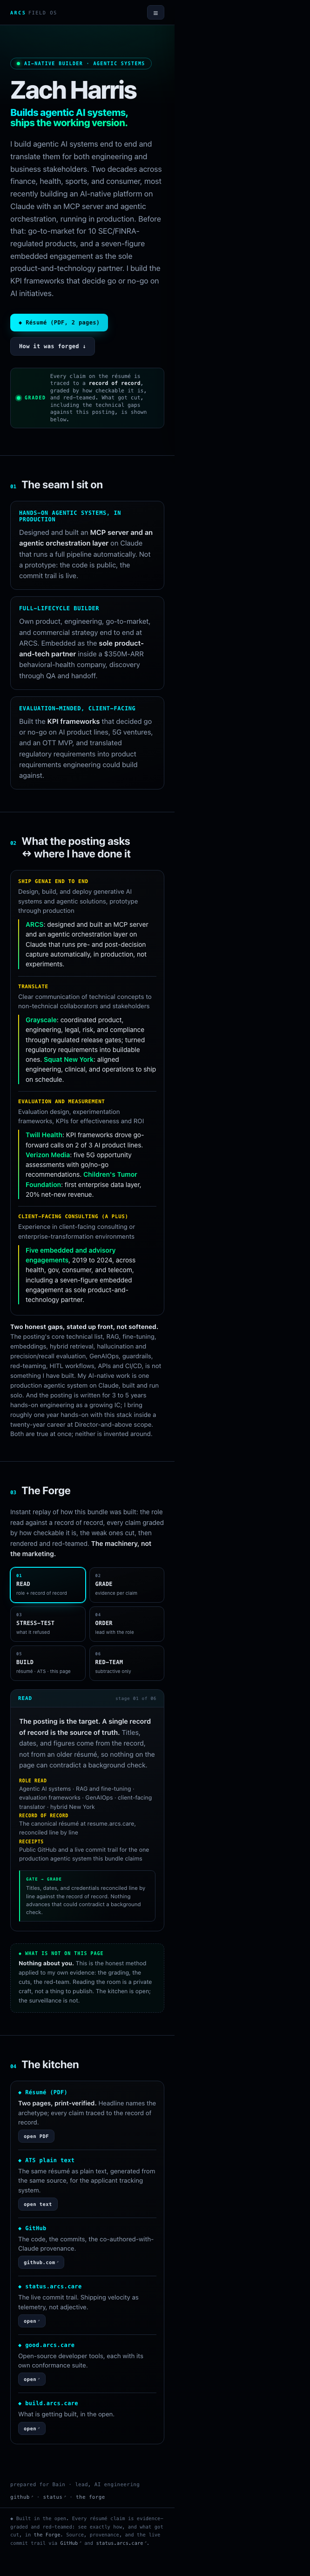 ARCS FIELD OS
≡
AI-NATIVE BUILDER · AGENTIC SYSTEMS
Zach Harris
Builds agentic AI systems,
ships the working version.
I build agentic AI systems end to end and
translate them for both engineering and
business stakeholders. Two decades across
finance, health, sports, and consumer, most
recently building an AI-native platform on
Claude with an MCP server and agentic
orchestration, running in production. Before
that: go-to-market for 10 SEC/FINRA-
regulated products, and a seven-figure
embedded engagement as the sole
product-and-technology partner. I build the
KPI frameworks that decide go or no-go on
AI initiatives.
◆ Résumé (PDF, 2 pages)
How it was forged ↓
GRADED
Every claim on the résumé is
traced to a record of record,
graded by how checkable it is,
and red-teamed. What got cut,
including the technical gaps
against this posting, is shown
below.
01 The seam I sit on
HANDS-ON AGENTIC SYSTEMS, IN
PRODUCTION
Designed and built an MCP server and an
agentic orchestration layer on Claude
that runs a full pipeline automatically. Not
a prototype: the code is public, the
commit trail is live.
FULL-LIFECYCLE BUILDER
Own product, engineering, go-to-market,
and commercial strategy end to end at
ARCS. Embedded as the sole product-
and-tech partner inside a $350M-ARR
behavioral-health company, discovery
through QA and handoff.
EVALUATION-MINDED, CLIENT-FACING
Built the KPI frameworks that decided go
or no-go on AI product lines, 5G ventures,
and an OTT MVP, and translated
regulatory requirements into product
requirements engineering could build
against.
02 What the posting asks
↔ where I have done it
SHIP GENAI END TO END
Design, build, and deploy generative AI
systems and agentic solutions, prototype
through production
ARCS: designed and built an MCP server
and an agentic orchestration layer on
Claude that runs pre- and post-decision
capture automatically, in production, not
experiments.
TRANSLATE
Clear communication of technical concepts to
non-technical collaborators and stakeholders
Grayscale: coordinated product,
engineering, legal, risk, and compliance
through regulated release gates; turned
regulatory requirements into buildable
ones. Squat New York: aligned
engineering, clinical, and operations to ship
on schedule.
EVALUATION AND MEASUREMENT
Evaluation design, experimentation
frameworks, KPIs for effectiveness and ROI
Twill Health: KPI frameworks drove go-
forward calls on 2 of 3 AI product lines.
Verizon Media: five 5G opportunity
assessments with go/no-go
recommendations. Children's Tumor
Foundation: first enterprise data layer,
20% net-new revenue.
CLIENT-FACING CONSULTING (A PLUS)
Experience in client-facing consulting or
enterprise-transformation environments
Five embedded and advisory
engagements, 2019 to 2024, across
health, gov, consumer, and telecom,
including a seven-figure embedded
engagement as sole product-and-
technology partner.
Two honest gaps, stated up front, not softened.
The posting's core technical list, RAG, fine-tuning,
embeddings, hybrid retrieval, hallucination and
precision/recall evaluation, GenAIOps, guardrails,
red-teaming, HITL workflows, APIs and CI/CD, is not
something I have built. My AI-native work is one
production agentic system on Claude, built and run
solo. And the posting is written for 3 to 5 years
hands-on engineering as a growing IC; I bring
roughly one year hands-on with this stack inside a
twenty-year career at Director-and-above scope.
Both are true at once; neither is invented around.
03 The Forge
Instant replay of how this bundle was built: the role
read against a record of record, every claim graded
by how checkable it is, the weak ones cut, then
rendered and red-teamed. The machinery, not
the marketing.
01
READ
role + record of record
02
GRADE
evidence per claim
03
STRESS-TEST
what it refused
04
ORDER
lead with the role
05
BUILD
résumé · ATS · this page
06
RED-TEAM
subtractive only
READ
stage 01 of 06
The posting is the target. A single record
of record is the source of truth. Titles,
dates, and figures come from the record,
not from an older résumé, so nothing on the
page can contradict a background check.
ROLE READ
Agentic AI systems · RAG and fine-tuning ·
evaluation frameworks · GenAIOps · client-facing
translator · hybrid New York
RECORD OF RECORD
The canonical résumé at resume.arcs.care,
reconciled line by line
RECEIPTS
Public GitHub and a live commit trail for the one
production agentic system this bundle claims
GATE → GRADE
Titles, dates, and credentials reconciled line by
line against the record of record. Nothing
advances that could contradict a background
check.
◆ WHAT IS NOT ON THIS PAGE
Nothing about you. This is the honest method
applied to my own evidence: the grading, the
cuts, the red-team. Reading the room is a private
craft, not a thing to publish. The kitchen is open;
the surveillance is not.
04 The kitchen
◆ Résumé (PDF)
Two pages, print-verified. Headline names the
archetype; every claim traced to the record of
record.
open PDF
◆ ATS plain text
The same résumé as plain text, generated from
the same source, for the applicant tracking
system.
open text
◆ GitHub
The code, the commits, the co-authored-with-
Claude provenance.
github.com↗
◆ status.arcs.care
The live commit trail. Shipping velocity as
telemetry, not adjective.
open↗
◆ good.arcs.care
Open-source developer tools, each with its
own conformance suite.
open↗
◆ build.arcs.care
What is getting built, in the open.
open↗
prepared for Bain · lead, AI engineering
github↗ · status↗ · the forge
◆ Built in the open. Every résumé claim is evidence-
graded and red-teamed: see exactly how, and what got
cut, in the Forge. Source, provenance, and the live
commit trail via GitHub↗ and status.arcs.care↗.